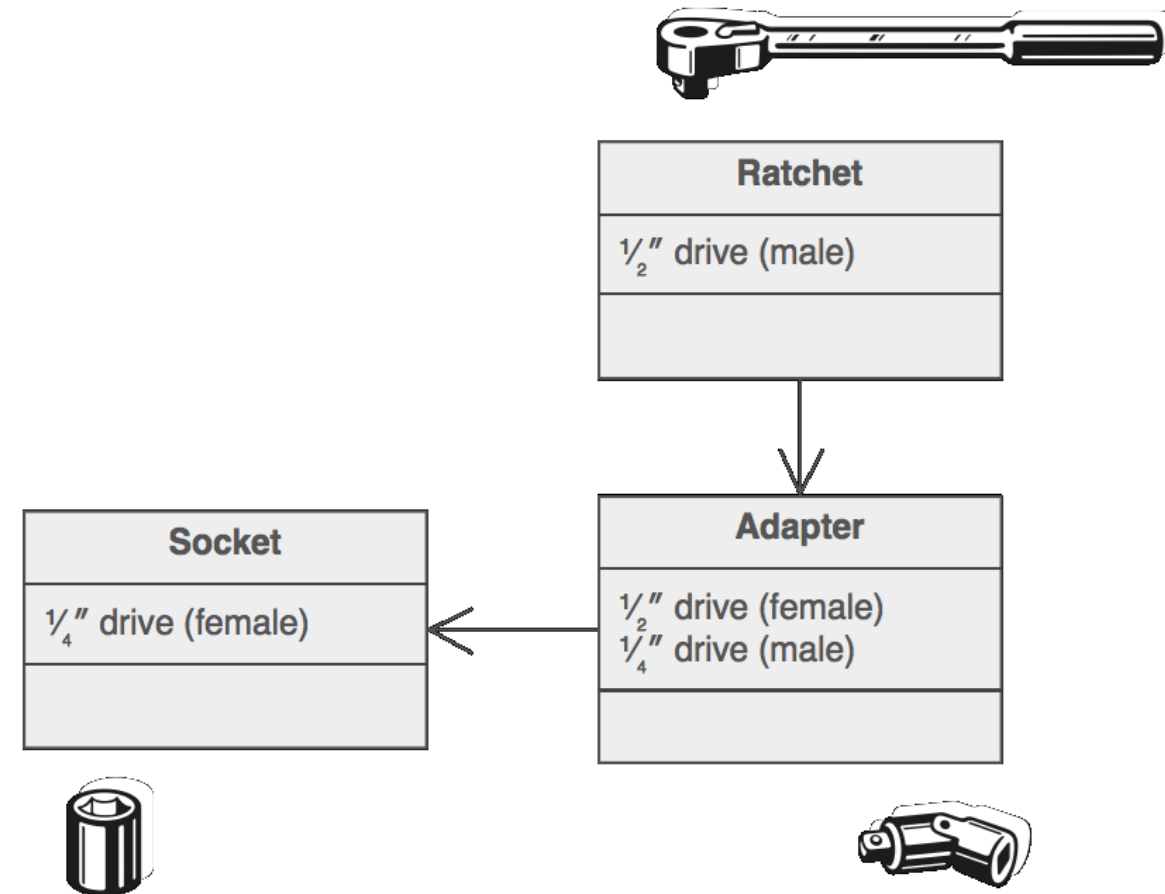 Ratchet
½″ drive (male)
Socket
¼″ drive (female)
Adapter
½″ drive (female)
¼″ drive (male)